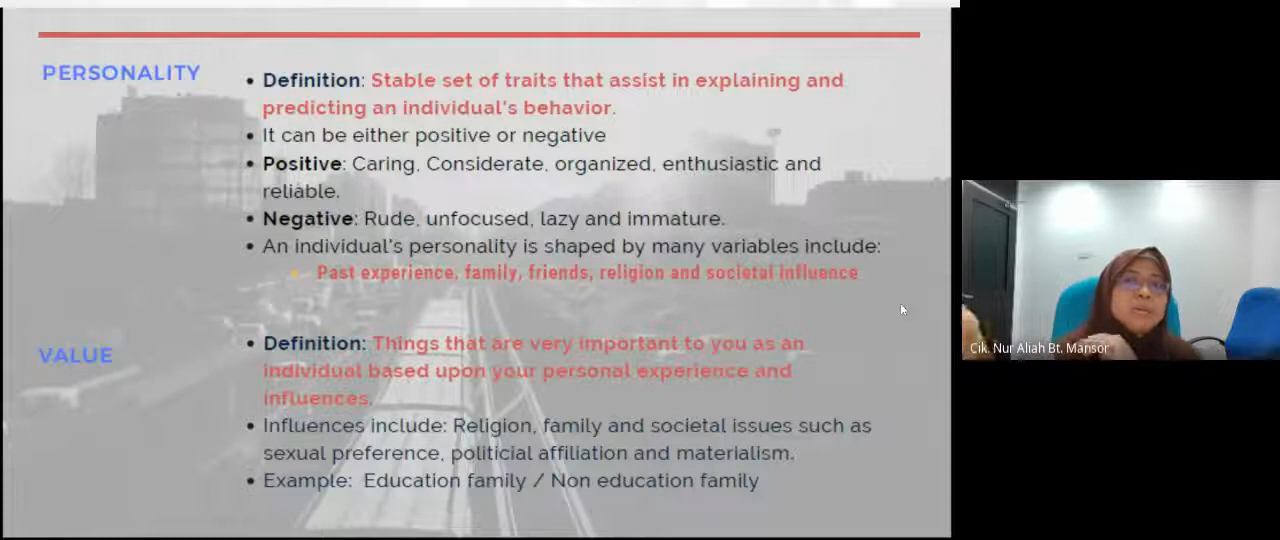 PERSONALITY
• Definition: Stable set of traits that assist in explaining and
predicting an individual's behavior.
• It can be either positive or negative
• Positive: Caring, Considerate, organized, enthusiastic and
reliable.
• Negative: Rude, unfocused, lazy and immature.
• An individual's personality is shaped by many variables include:
Past experience, family, friends, religion and societal influence
VALUE
• Definition: Things that are very important to you as an
individual based upon your personal experience and
influences.
• Influences include: Religion, family and societal issues such as
sexual preference, politicial affiliation and materialism.
• Example: Education family / Non education family
Cik. Nur Aliah Bt. Mansor